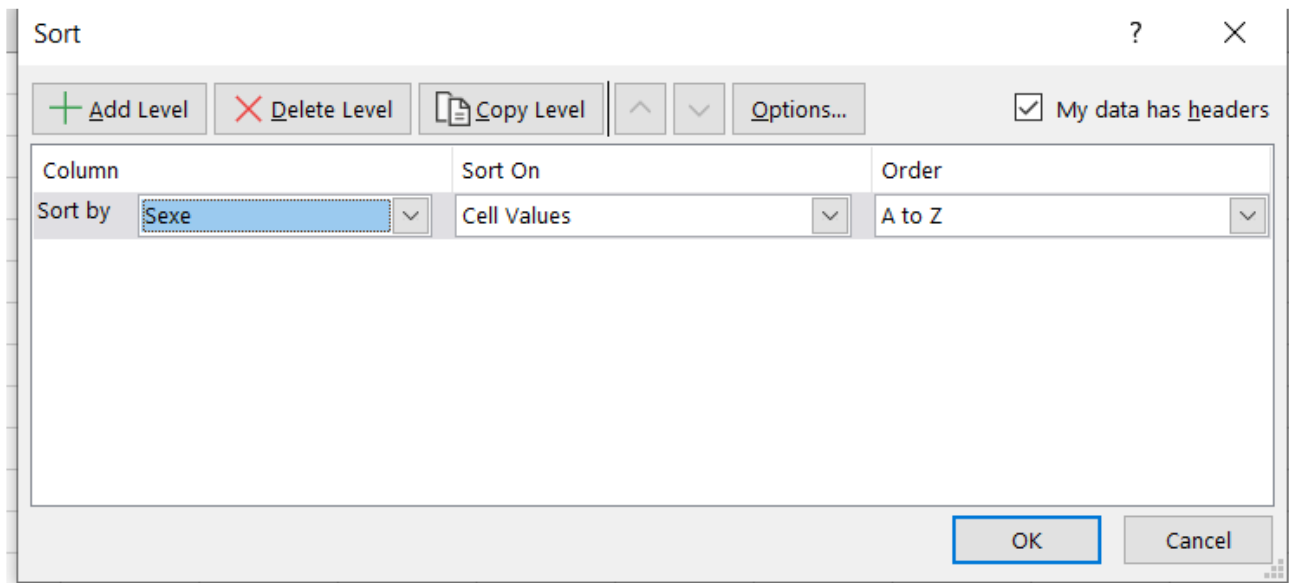 Sort ?
Add Level Delete Level Copy Level Options... My data has headers
Column Sort On Order
Sort by Sexe Cell Values A to Z
OK Cancel